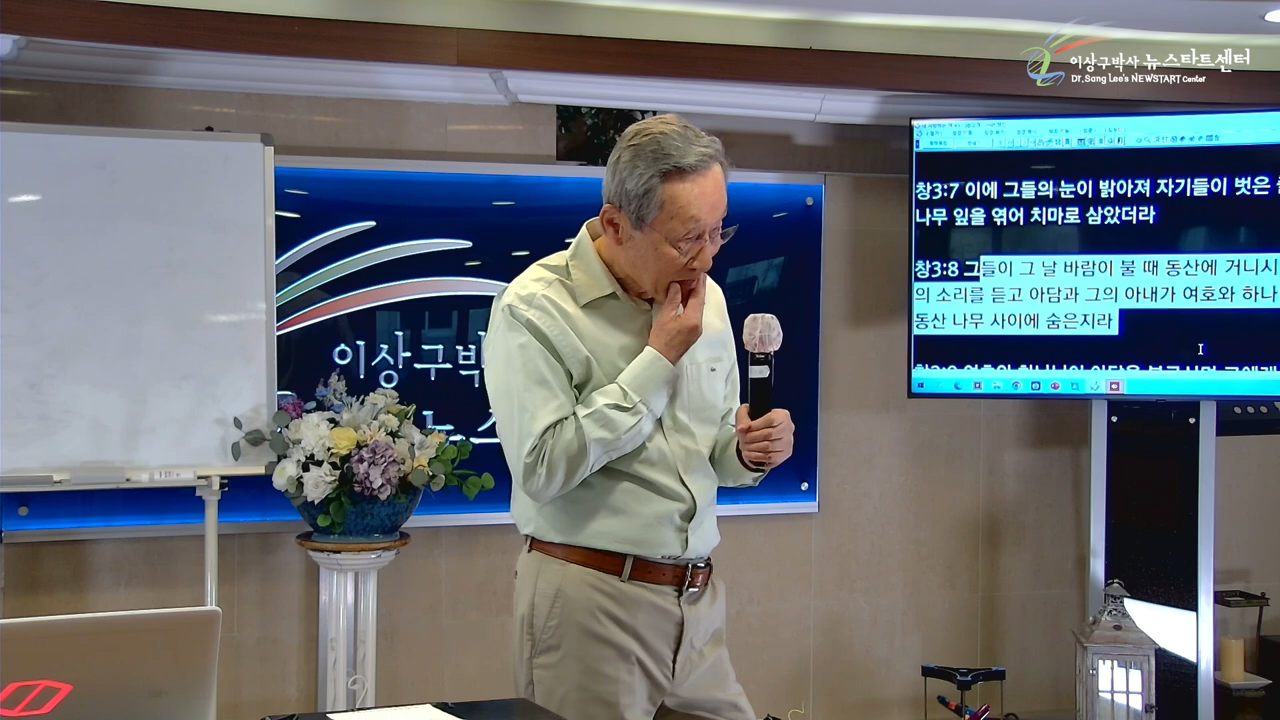 이상구박사 뉴스타트센터
Dr. Sang Lee's NEWSTART Center
창3:7 이에 그들의 눈이 밝아져 자기들이 벗은
나무 잎을 엮어 치마로 삼았더라
창3:8 그들이 그 날 바람이 불 때 동산에 거니시
의 소리를 듣고 아담과 그의 아내가 여호와 하나
동산 나무 사이에 숨은지라
이상구박
뉴스